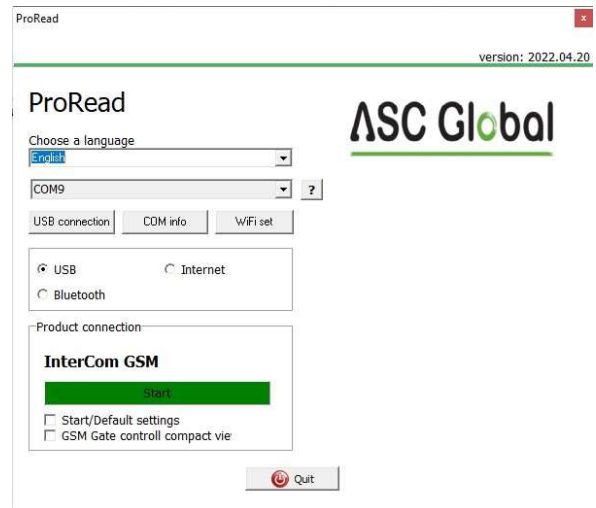 ProRead
x
version: 2022.04.20
ProRead
ASC Global
Choose a language
English
COM9
?
USB connection COM info WiFi set
USB Internet
Bluetooth
Product connection
InterCom GSM
Start
Start/Default settings
GSM Gate controll compact vie
Quit